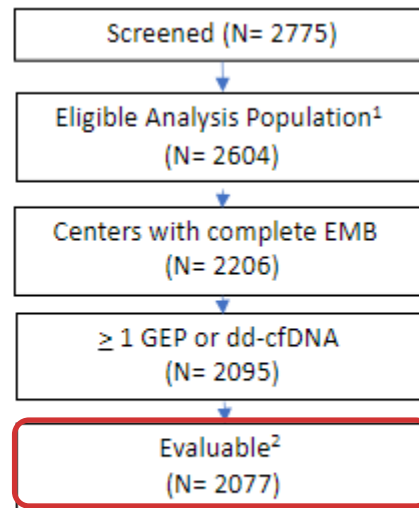 Screened (N= 2775)
Eligible Analysis Population¹
(N= 2604)
Centers with complete EMB
(N= 2206)
≥ 1 GEP or dd-cfDNA
(N= 2095)
Evaluable²
(N= 2077)